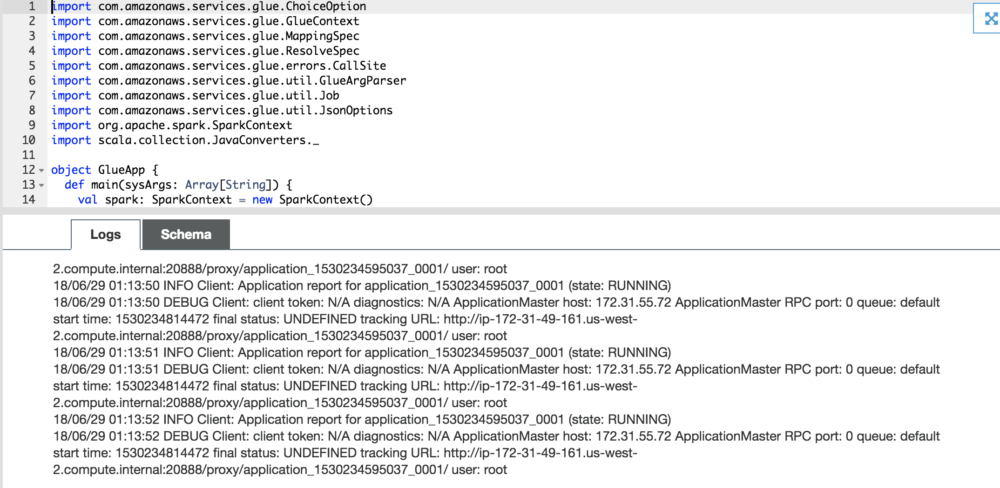 1 import com.amazonaws.services.glue.ChoiceOption
2 import com.amazonaws.services.glue.GlueContext
3 import com.amazonaws.services.glue.MappingSpec
4 import com.amazonaws.services.glue.ResolveSpec
5 import com.amazonaws.services.glue.errors.CallSite
6 import com.amazonaws.services.glue.util.GlueArgParser
7 import com.amazonaws.services.glue.util.Job
8 import com.amazonaws.services.glue.util.JsonOptions
9 import org.apache.spark.SparkContext
10 import scala.collection.JavaConverters._
11
12 object GlueApp {
13   def main(sysArgs: Array[String]) {
14     val spark: SparkContext = new SparkContext()
Logs Schema
2.compute.internal:20888/proxy/application_1530234595037_0001/ user: root
18/06/29 01:13:50 INFO Client: Application report for application_1530234595037_0001 (state: RUNNING)
18/06/29 01:13:50 DEBUG Client: client token: N/A diagnostics: N/A ApplicationMaster host: 172.31.55.72 ApplicationMaster RPC port: 0 queue: default
start time: 1530234814472 final status: UNDEFINED tracking URL: http://ip-172-31-49-161.us-west-
2.compute.internal:20888/proxy/application_1530234595037_0001/ user: root
18/06/29 01:13:51 INFO Client: Application report for application_1530234595037_0001 (state: RUNNING)
18/06/29 01:13:51 DEBUG Client: client token: N/A diagnostics: N/A ApplicationMaster host: 172.31.55.72 ApplicationMaster RPC port: 0 queue: default
start time: 1530234814472 final status: UNDEFINED tracking URL: http://ip-172-31-49-161.us-west-
2.compute.internal:20888/proxy/application_1530234595037_0001/ user: root
18/06/29 01:13:52 INFO Client: Application report for application_1530234595037_0001 (state: RUNNING)
18/06/29 01:13:52 DEBUG Client: client token: N/A diagnostics: N/A ApplicationMaster host: 172.31.55.72 ApplicationMaster RPC port: 0 queue: default
start time: 1530234814472 final status: UNDEFINED tracking URL: http://ip-172-31-49-161.us-west-
2.compute.internal:20888/proxy/application_1530234595037_0001/ user: root